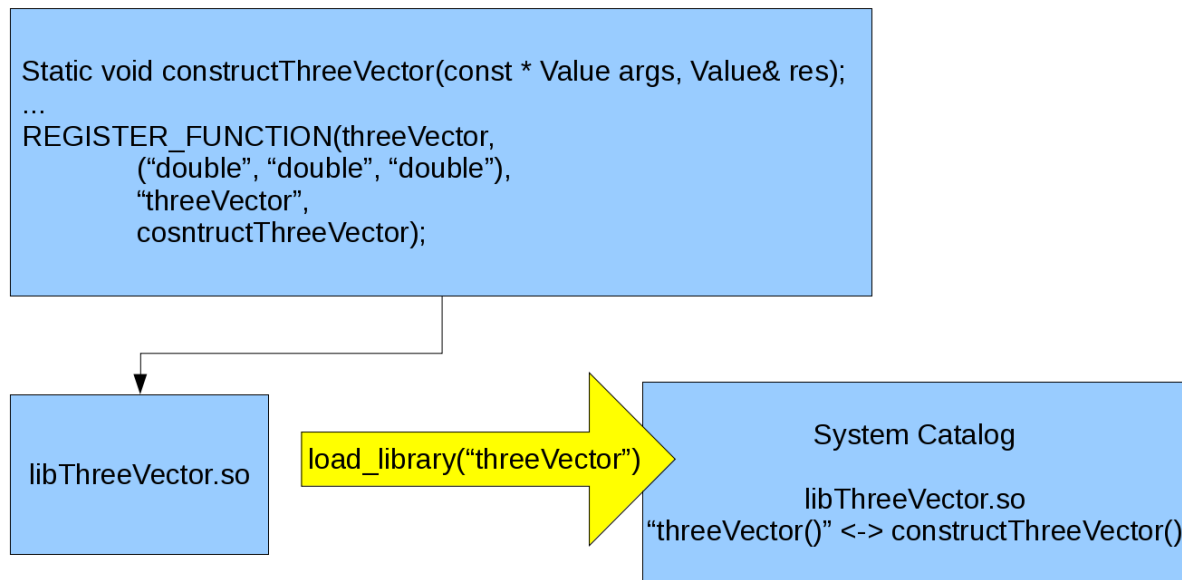 Static void constructThreeVector(const * Value args, Value& res);
...
REGISTER_FUNCTION(threeVector,
(“double”, “double”, “double”),
“threeVector”,
cosntructThreeVector);
libThreeVector.so
load_library(“threeVector”)
System Catalog
libThreeVector.so
“threeVector()” <-> constructThreeVector()